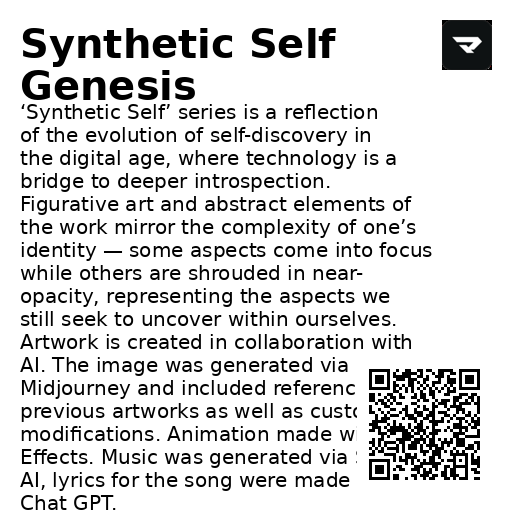 Synthetic Self
Genesis
‘Synthetic Self’ series is a reflection
of the evolution of self-discovery in
the digital age, where technology is a
bridge to deeper introspection.
Figurative art and abstract elements of
the work mirror the complexity of one’s
identity — some aspects come into focus
while others are shrouded in near-
opacity, representing the aspects we
still seek to uncover within ourselves.
Artwork is created in collaboration with
AI. The image was generated via
Midjourney and included
previous artworks as well as
modifications. Animation made
Effects. Music was generated via
AI, lyrics for the song were made
Chat GPT.